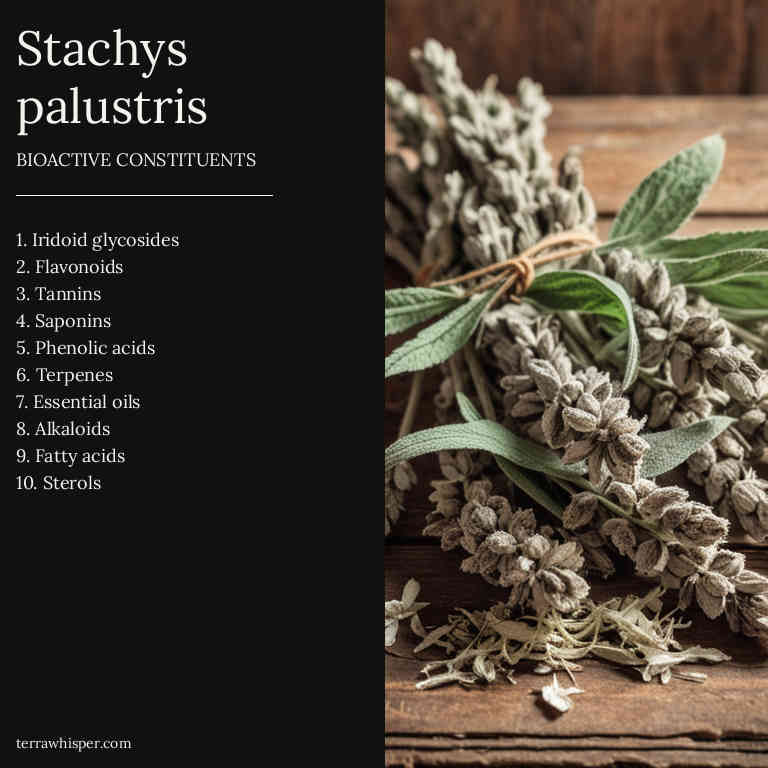 Stachys
palustris
BIOACTIVE CONSTITUENTS
1. Iridoid glycosides
2. Flavonoids
3. Tannins
4. Saponins
5. Phenolic acids
6. Terpenes
7. Essential oils
8. Alkaloids
9. Fatty acids
10. Sterols
terrawhisper.com